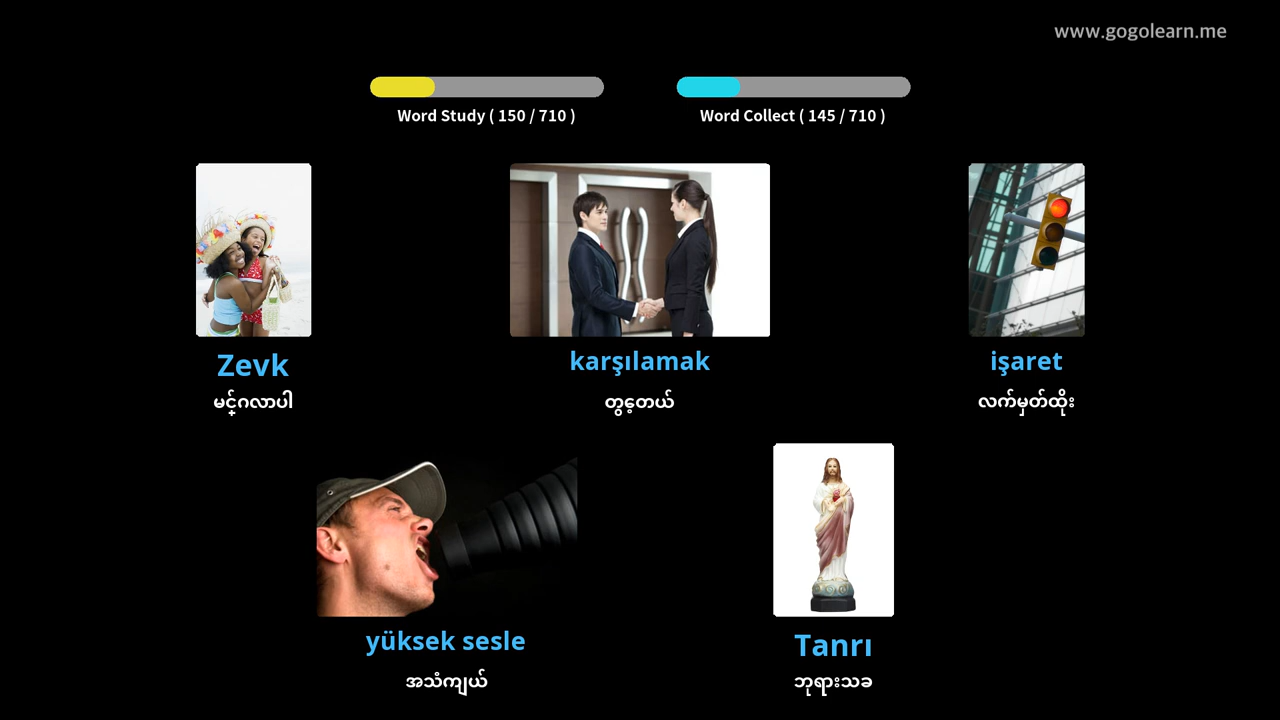 www.gogolearn.me
Word Study ( 150 / 710 )
Word Collect ( 145 / 710 )
Zevk
မင်္ဂလာပါ
karşılamak
တွေ့တယ်
işaret
လက်မှတ်ထိုး
yüksek sesle
အသံကျယ်
Tanrı
ဘုရားသခ